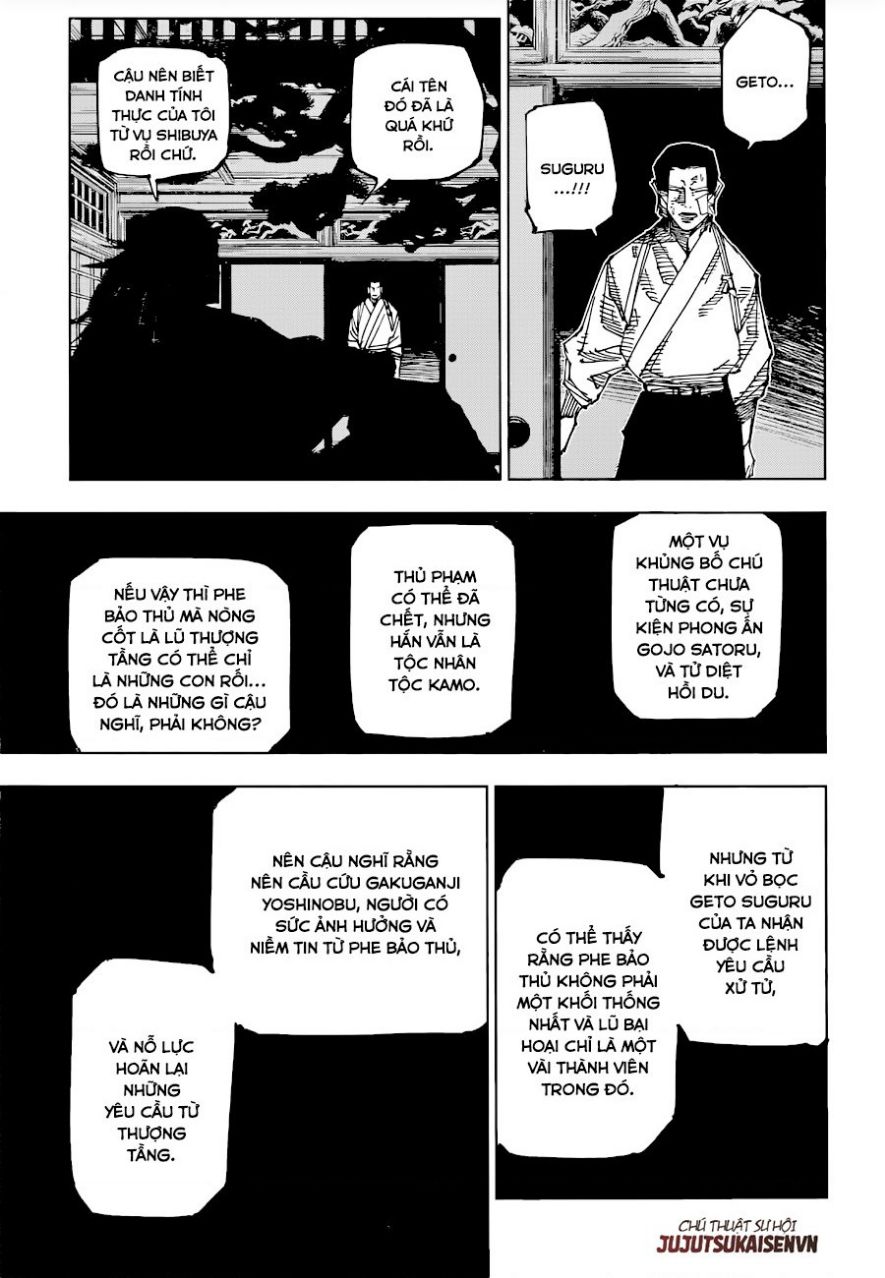 GETO...
SUGURU
...!!!
CÁI TÊN
ĐÓ ĐÃ LÀ
QUÁ KHỨ
RỒI.
CẬU NÊN BIẾT
DANH TÍNH
THỰC CỦA TÔI
TỪ VỤ SHIBUYA
RỒI CHỨ.
MỘT VỤ
KHỦNG BỐ CHÚ
THUẬT CHƯA
TỪNG CÓ, SỰ
KIỆN PHONG ẤN
GOJO SATORU,
VÀ TỬ DIỆT
HỒI DU.
THỦ PHẠM
CÓ THỂ ĐÃ
CHẾT, NHƯNG
HẮN VẪN LÀ
TỘC NHÂN
TỘC KAMO.
NẾU VẬY THÌ PHE
BẢO THỦ MÀ NÒNG
CỐT LÀ LŨ THƯỢNG
TẦNG CÓ THỂ CHỈ
LÀ NHỮNG CON RỐI...
ĐÓ LÀ NHỮNG GÌ CẬU
NGHĨ, PHẢI KHÔNG?
NHƯNG TỪ
KHI VỎ BỌC
GETO SUGURU
CỦA TA NHẬN
ĐƯỢC LỆNH
YÊU CẦU
XỬ TỬ,
CÓ THỂ THẤY
RẰNG PHE BẢO
THỦ KHÔNG PHẢI
MỘT KHỐI THỐNG
NHẤT VÀ LŨ BẠI
HOẠI CHỈ LÀ MỘT
VÀI THÀNH VIÊN
TRONG ĐÓ.
NÊN CẬU NGHĨ RẰNG
NÊN CẦU CỨU GAKUGANJI
YOSHINOBU, NGƯỜI CÓ
SỨC ẢNH HƯỞNG VÀ
NIỀM TIN TỪ PHE BẢO THỦ,
VÀ NỖ LỰC
HOÃN LẠI
NHỮNG
YÊU CẦU TỪ
THƯỢNG
TẦNG.
CHÚ THUẬT SƯ HỘI
JUJUTSUKAISENVN